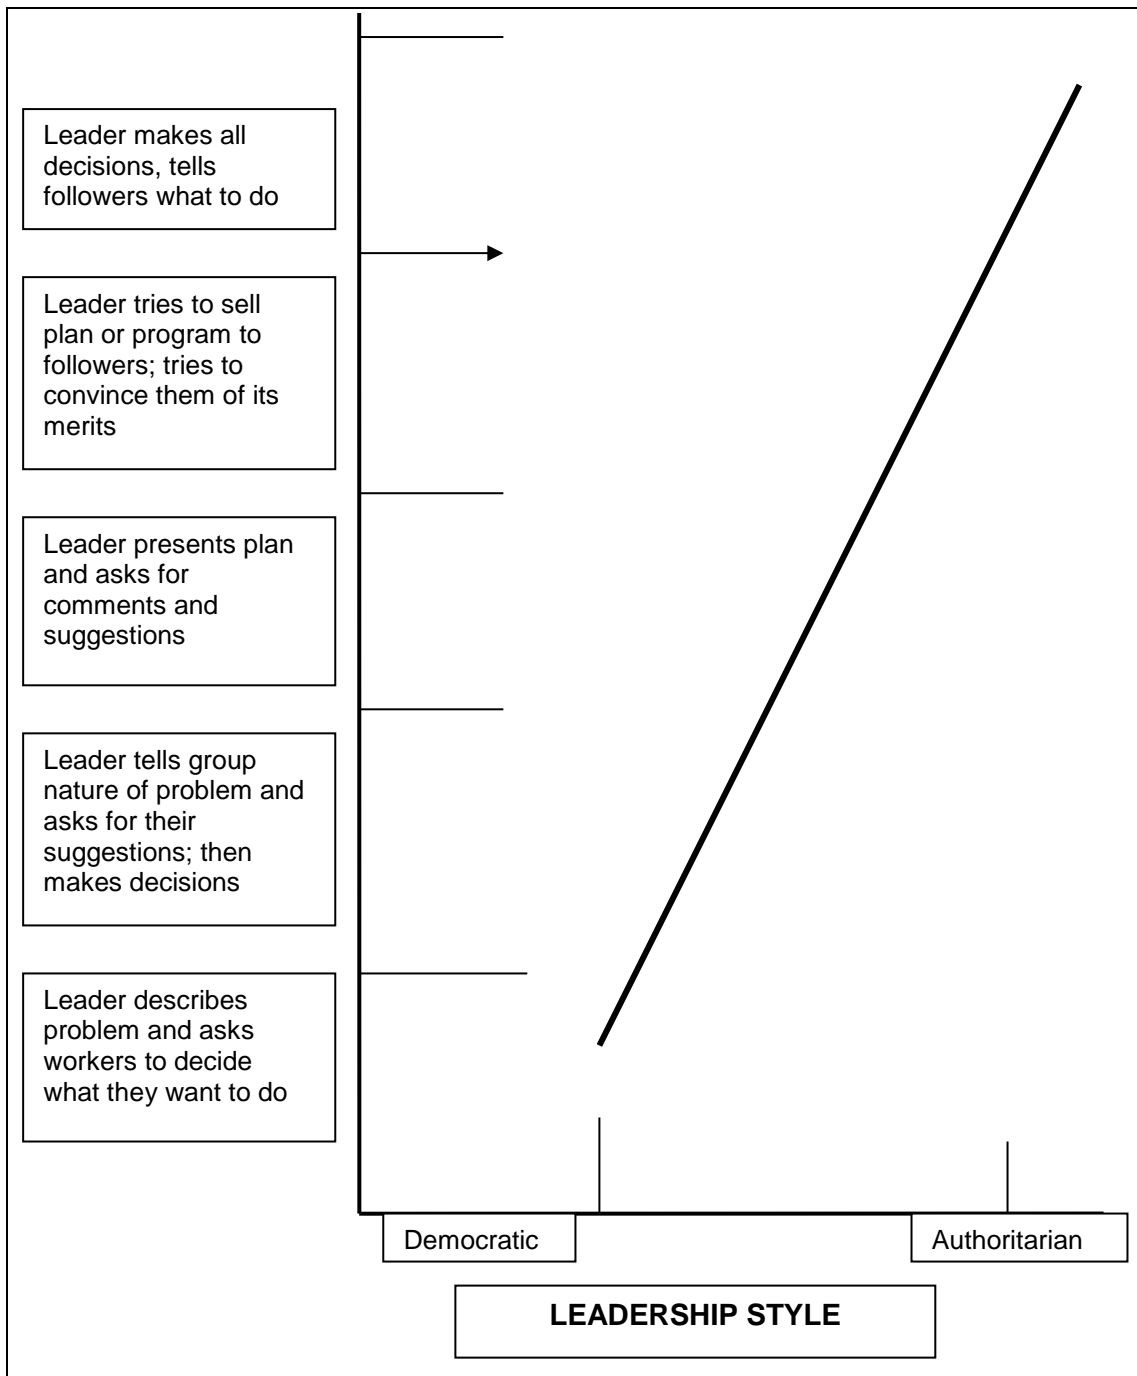 Leader makes all
decisions, tells
followers what to do
Leader tries to sell
plan or program to
followers; tries to
convince them of its
merits
Leader presents plan
and asks for
comments and
suggestions
Leader tells group
nature of problem and
asks for their
suggestions; then
makes decisions
Leader describes
problem and asks
workers to decide
what they want to do
Democratic
Authoritarian
LEADERSHIP STYLE